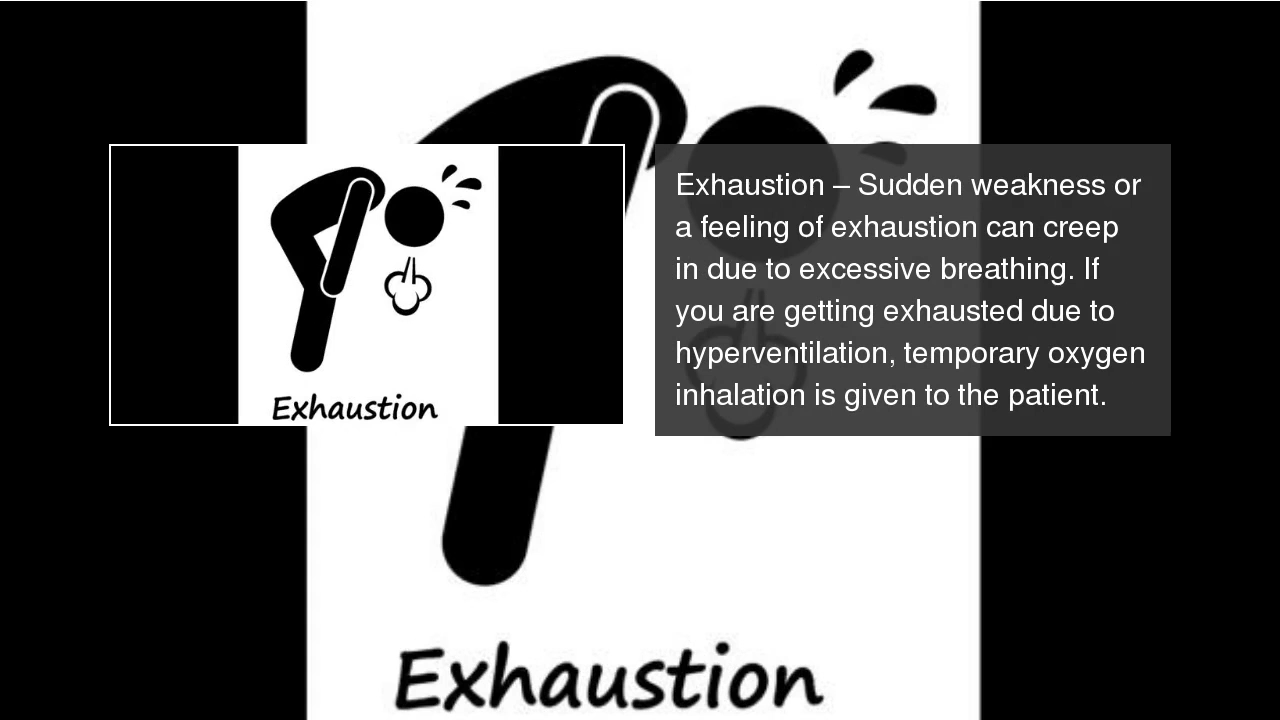 Exhaustion – Sudden weakness or
a feeling of exhaustion can creep
in due to excessive breathing. If
you are getting exhausted due to
hyperventilation, temporary oxygen
inhalation is given to the patient.
Exhaustion
Exhaustion